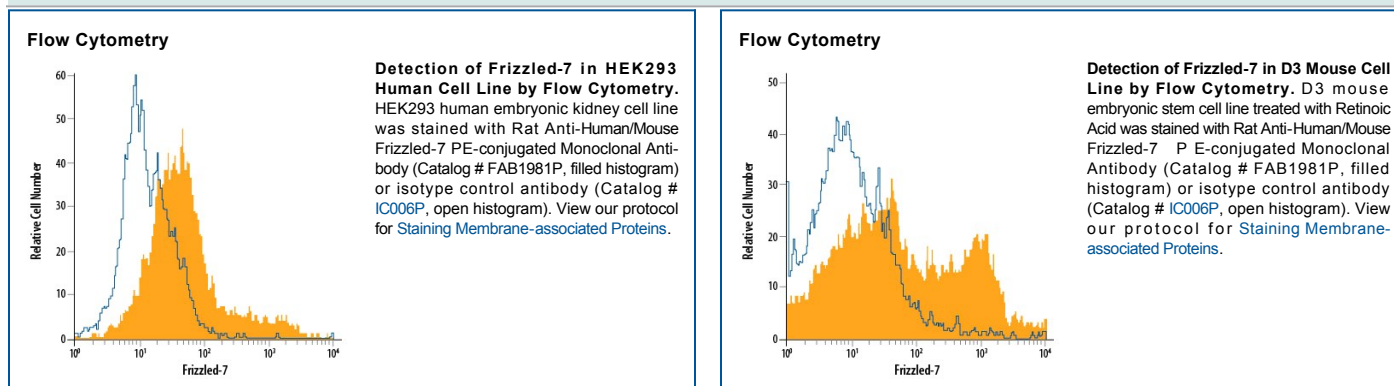 Flow Cytometry
60
50
40
30
20
10
0
Relative Cell Number
10⁰
10¹
10²
10³
10⁴
Frizzled-7
Detection of Frizzled-7 in HEK293
Human Cell Line by Flow Cytometry.
HEK293 human embryonic kidney cell line
was stained with Rat Anti-Human/Mouse
Frizzled-7 PE-conjugated Monoclonal Anti-
body (Catalog # FAB1981P, filled histogram)
or isotype control antibody (Catalog #
IC006P, open histogram). View our protocol
for Staining Membrane-associated Proteins.
Flow Cytometry
50
40
30
20
10
0
Relative Cell Number
10⁰
10¹
10²
10³
10⁴
Frizzled-7
Detection of Frizzled-7 in D3 Mouse Cell
Line by Flow Cytometry. D3 mouse
embryonic stem cell line treated with Retinoic
Acid was stained with Rat Anti-Human/Mouse
Frizzled-7 P E-conjugated Monoclonal
Antibody (Catalog # FAB1981P, filled
histogram) or isotype control antibody
(Catalog # IC006P, open histogram). View
our protocol for Staining Membrane-
associated Proteins.